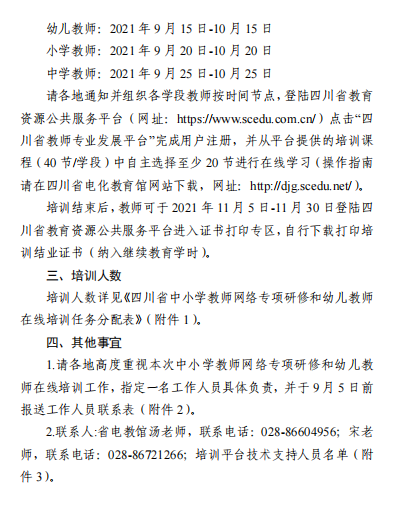 幼儿教师：2021 年 9 月 15 日-10 月 15 日
小学教师：2021 年 9 月 20 日-10 月 20 日
中学教师：2021 年 9 月 25 日-10 月 25 日
请各地通知并组织各学段教师按时间节点，登陆四川省教育
资源公共服务平台（网址：https://www.scedu.com.cn/）点击“四
川省教师专业发展平台”完成用户注册，并从平台提供的培训课
程（40 节/学段）中自主选择至少 20 节进行在线学习（操作指南
请在四川省电化教育馆网站下载，网址：http://djg.scedu.net/）。
培训结束后，教师可于 2021 年 11 月 5 日-11 月 30 日登陆四
川省教育资源公共服务平台进入证书打印专区，自行下载打印培
训结业证书（纳入继续教育学时）。
三、培训人数
培训人数详见《四川省中小学教师网络专项研修和幼儿教师
在线培训任务分配表》（附件 1）。
四、其他事宜
1.请各地高度重视本次中小学教师网络专项研修和幼儿教
师在线培训工作，指定一名工作人员具体负责，并于 9 月 5 日前
报送工作人员联系表（附件 2）。
2.联系人:省电教馆汤老师，联系电话：028-86604956；宋老
师，联系电话：028-86721266；培训平台技术支持人员名单（附
件 3）。